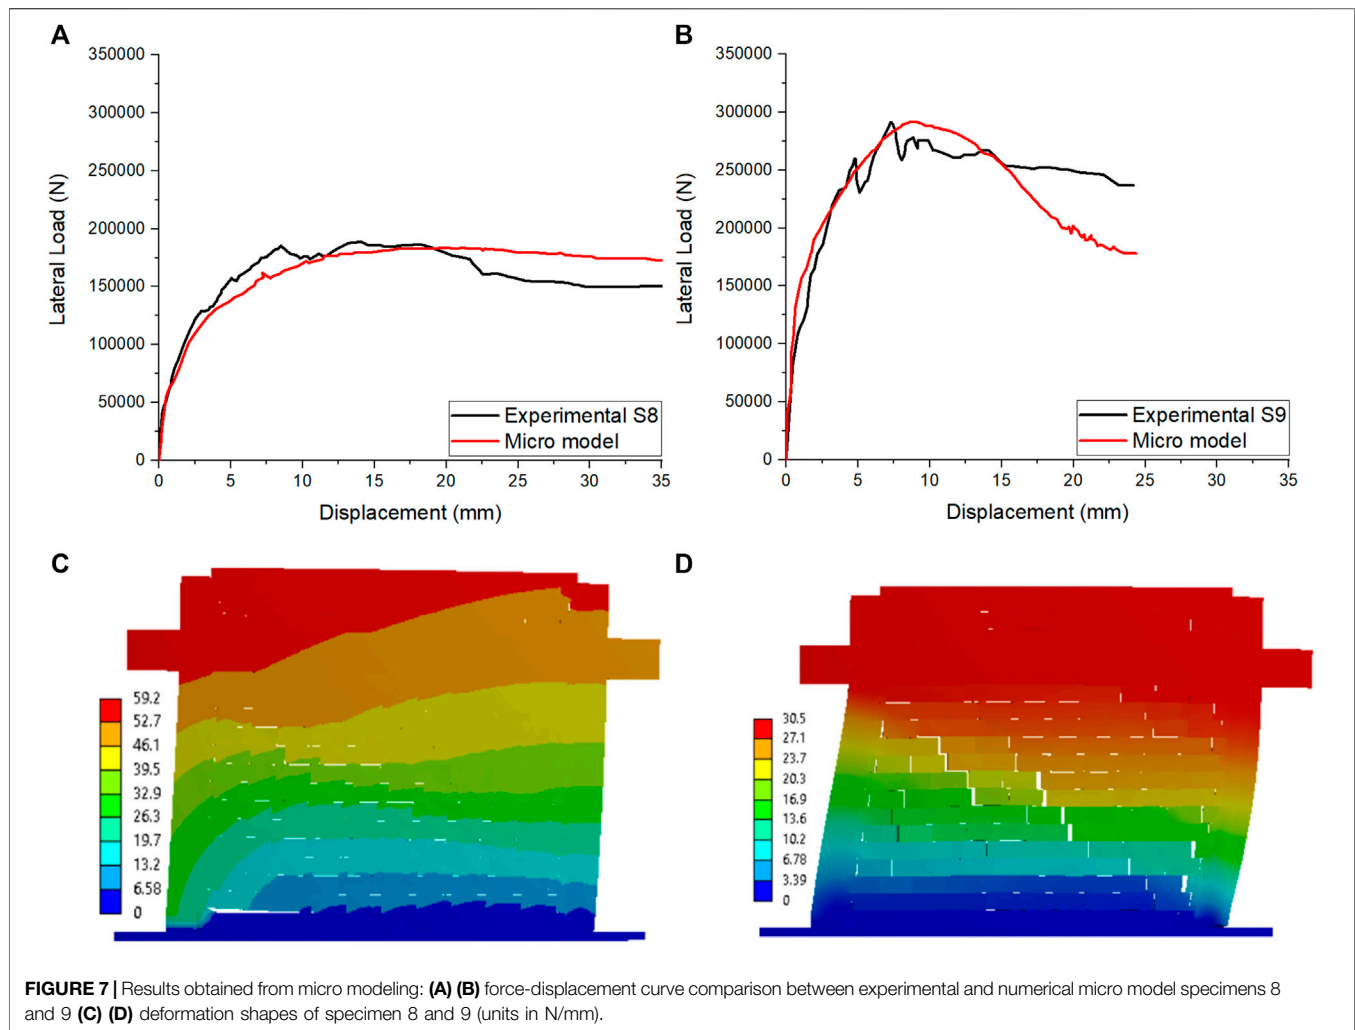 A
B
350000
300000
250000
200000
150000
100000
50000
0
Lateral Load (N)
0 5 10 15 20 25 30 35
Displacement (mm)
Experimental S8
Micro model
350000
300000
250000
200000
150000
100000
50000
0
Lateral Load (N)
0 5 10 15 20 25 30 35
Displacement (mm)
Experimental S9
Micro model
C
D
59.2
52.7
46.1
39.5
32.9
26.3
19.7
13.2
6.58
0
30.5
27.1
23.7
20.3
16.9
13.6
10.2
6.78
3.39
0
FIGURE 7 | Results obtained from micro modeling: (A) (B) force-displacement curve comparison between experimental and numerical micro model specimens 8
and 9 (C) (D) deformation shapes of specimen 8 and 9 (units in N/mm).